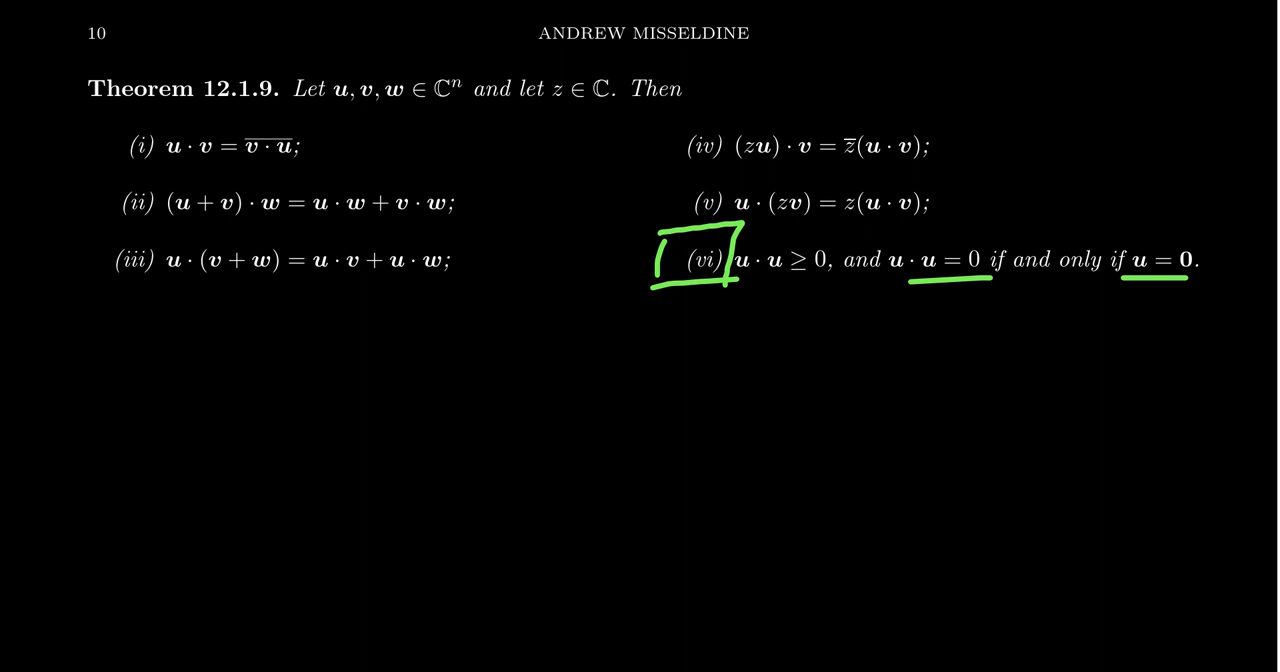 10 ANDREW MISSELDINE
Theorem 12.1.9. Let u, v, w ∈ ℂⁿ and let z ∈ ℂ. Then
(i) u · v = \overline{v · u};
(iv) (zu) · v = \overline{z}(u · v);
(ii) (u + v) · w = u · w + v · w;
(v) u · (zv) = z(u · v);
(iii) u · (v + w) = u · v + u · w;
(vi) u · u ≥ 0, and u · u = 0 if and only if u = 0.